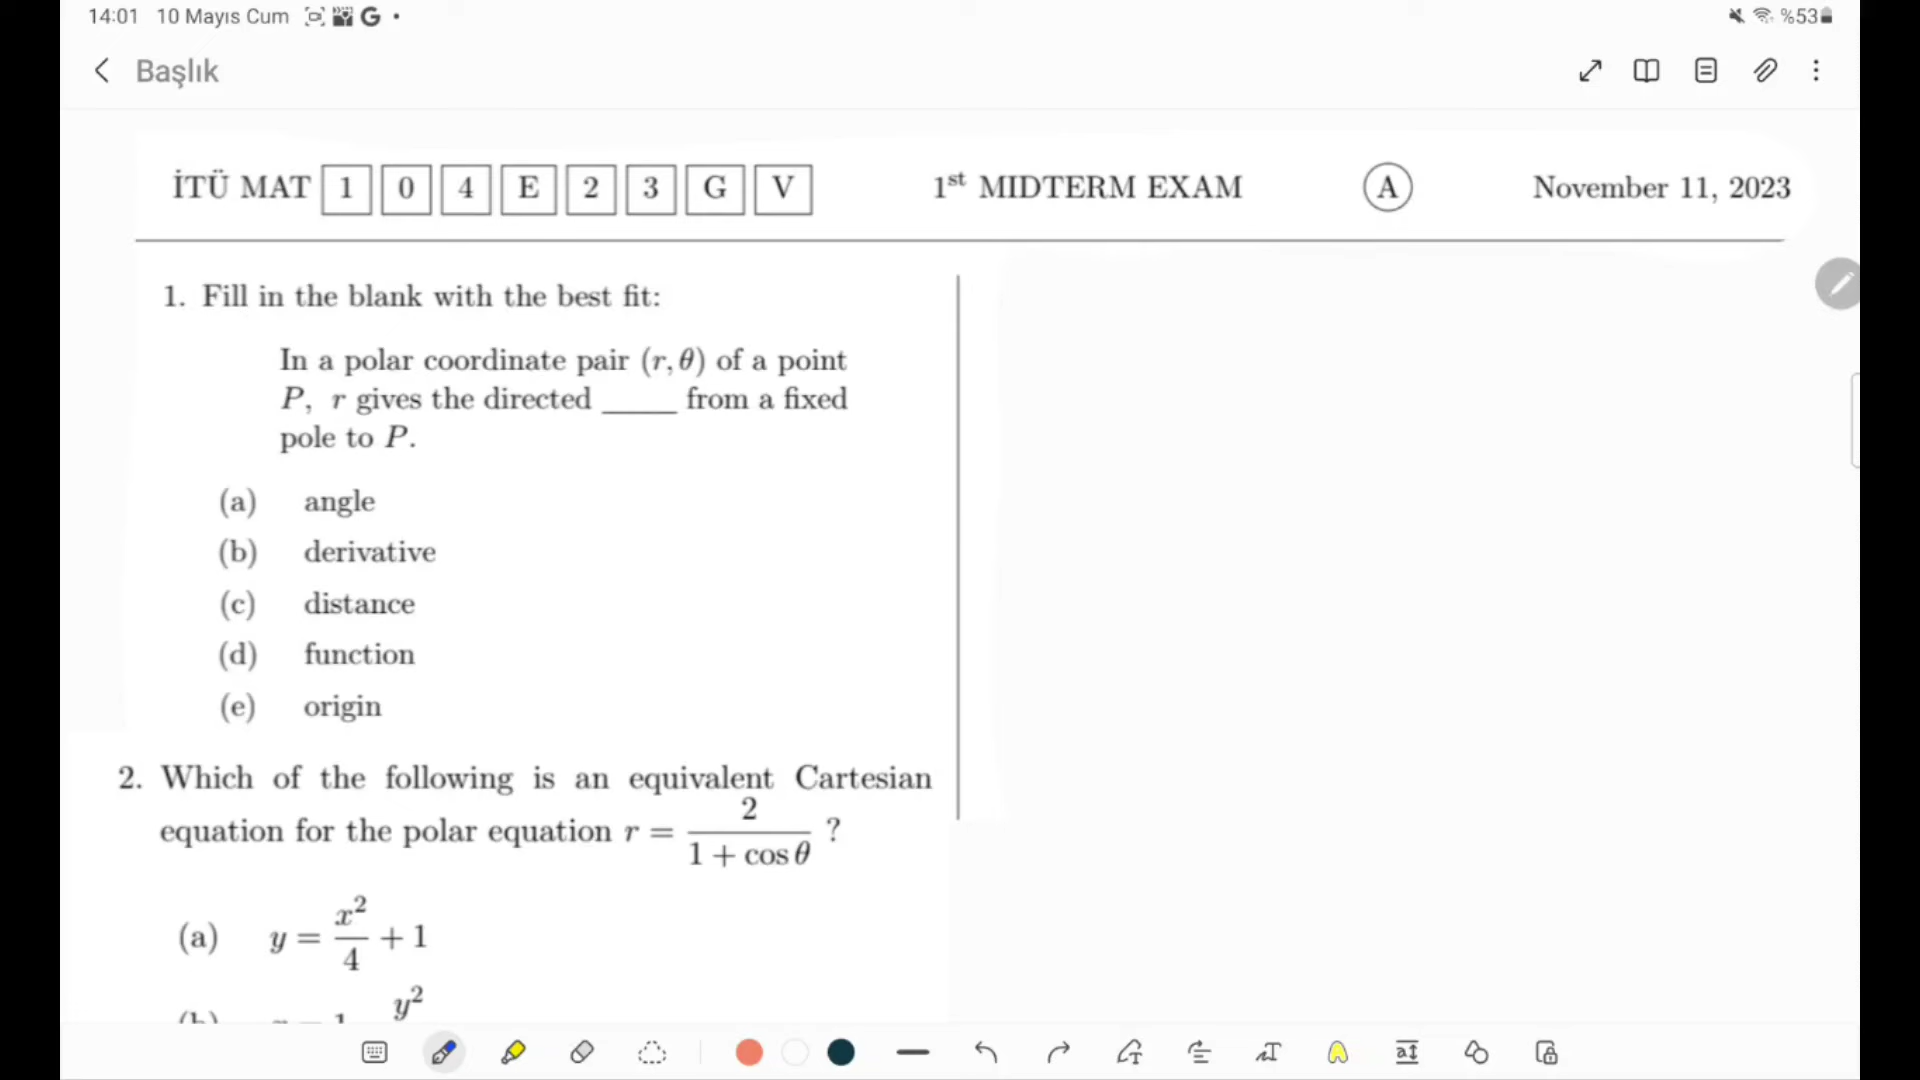 14:01 10 Mayıs Cum G • %53
Başlık
İTÜ MAT 1 0 4 E 2 3 G V 1st MIDTERM EXAM A November 11, 2023
1. Fill in the blank with the best fit:
In a polar coordinate pair (r, θ) of a point
P, r gives the directed _____ from a fixed
pole to P.
(a) angle
(b) derivative
(c) distance
(d) function
(e) origin
2. Which of the following is an equivalent Cartesian
equation for the polar equation r = 2 / (1 + cos θ) ?
(a) y = x² / 4 + 1
y²